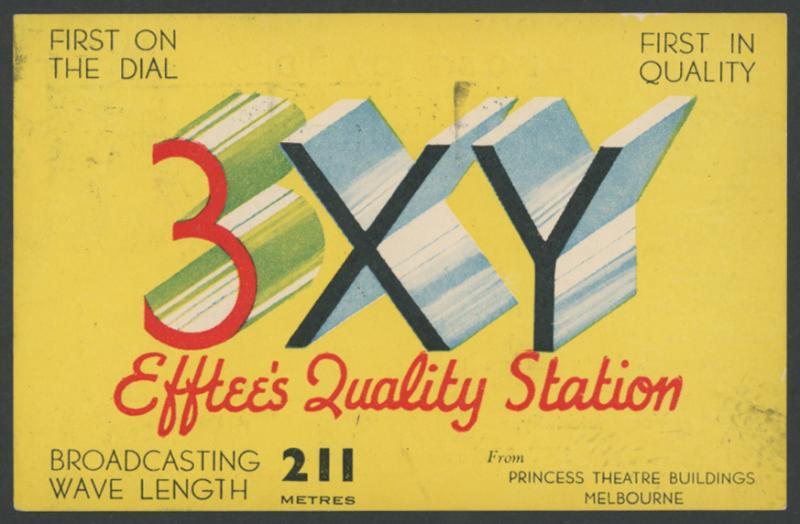 FIRST ON
THE DIAL
FIRST IN
QUALITY
3XY
Efftee's Quality Station
BROADCASTING
WAVE LENGTH
211
METRES
From
PRINCESS THEATRE BUILDINGS
MELBOURNE